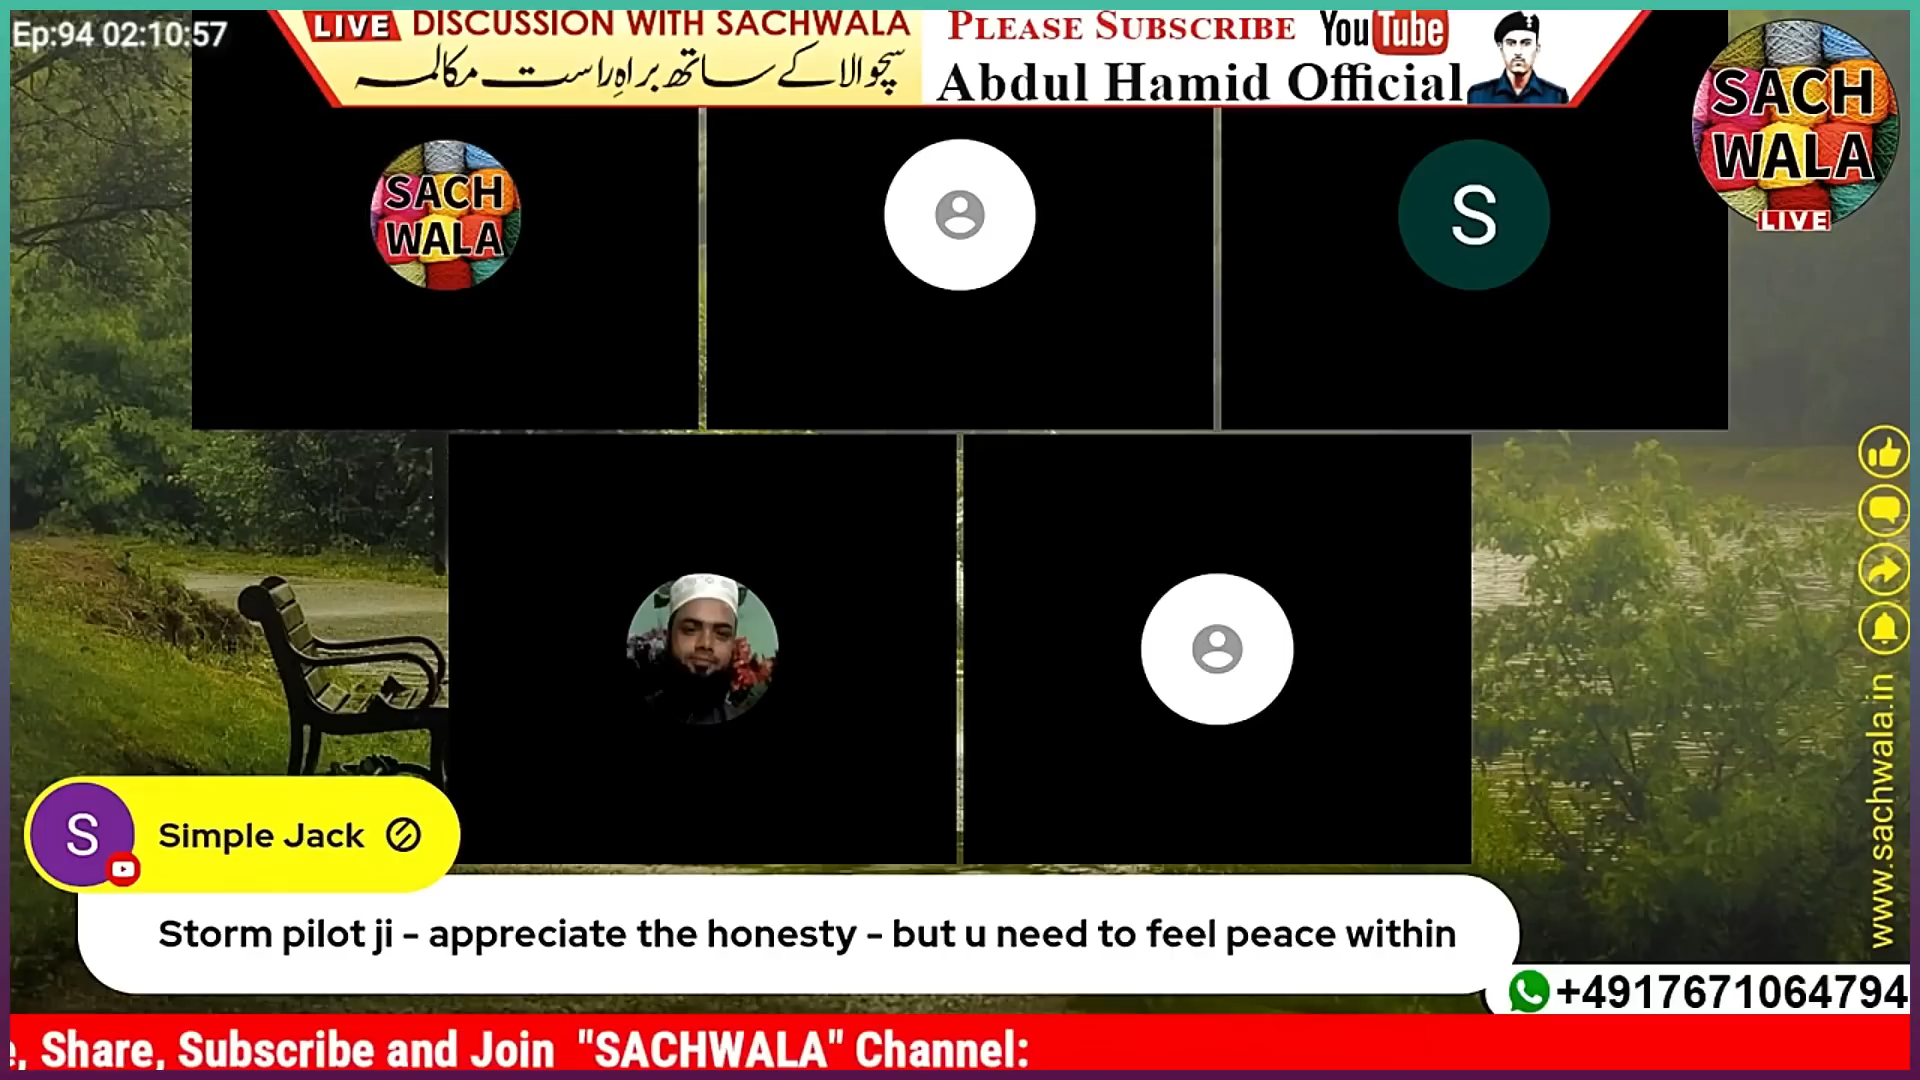 Ep:94 02:10:57
LIVE DISCUSSION WITH SACHWALA
سچوالا کے ساتھ براہِ راست مکالمہ
PLEASE SUBSCRIBE YouTube
Abdul Hamid Official
SACH
WALA
LIVE
SACH
WALA
S
www.sachwala.in
S
Simple Jack
Storm pilot ji - appreciate the honesty - but u need to feel peace within
+4917671064794
, Share, Subscribe and Join "SACHWALA" Channel: